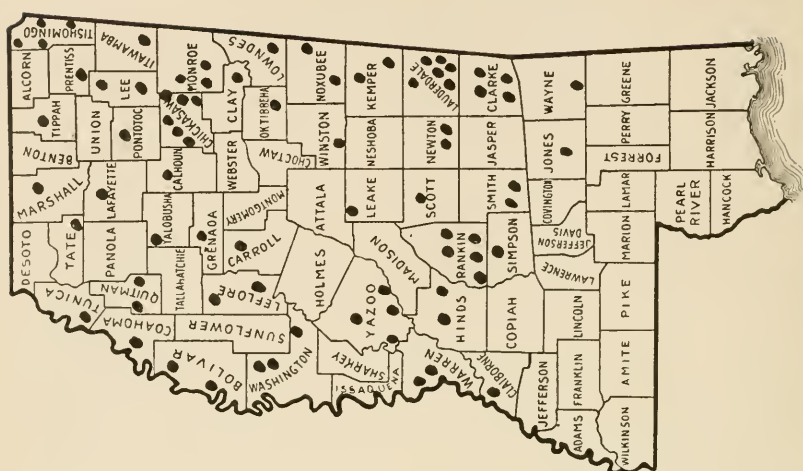 ALCORN
TISHOMINGO
PRENTISS
ITAWAMBA
TIPPAH
BENTON
UNION
LEE
MONROE
LOWNDES
PONTOTOC
CHICKASAW
CLAY
OKTIBBEHA
NOXUBEE
KEMPER
LAUDERDALE
CLARKE
WAYNE
GREENE
JACKSON
MARSHALL
LAFAYETTE
CALHOUN
WEBSTER
CHOCTAW
WINSTON
NESHOBA
NEWTON
JASPER
JONES
PERRY
FORREST
HARRISON
DESOTO
TATE
PANOLA
YALOBUSHA
GRENAOA
MONTGOMERY
ATTALA
LEAKE
SCOTT
SMITH
COVINGTON
JEFFERSON
DAVIS
LAMAR
MARION
PEARL
RIVER
HANCOCK
TUNICA
QUITMAN
TALLAHATCHIE
CARROLL
LEFLORE
HOLMES
MADISON
RANKIN
SIMPSON
LAWRENCE
COAHOMA
SUNFLOWER
YAZOO
HINDS
COPIAH
LINCOLN
PIKE
BOLIVAR
WASHINGTON
SHARKEY
ISSAQUENA
WARREN
CLAIBORNE
JEFFERSON
FRANKLIN
AMITE
ADAMS
WILKINSON